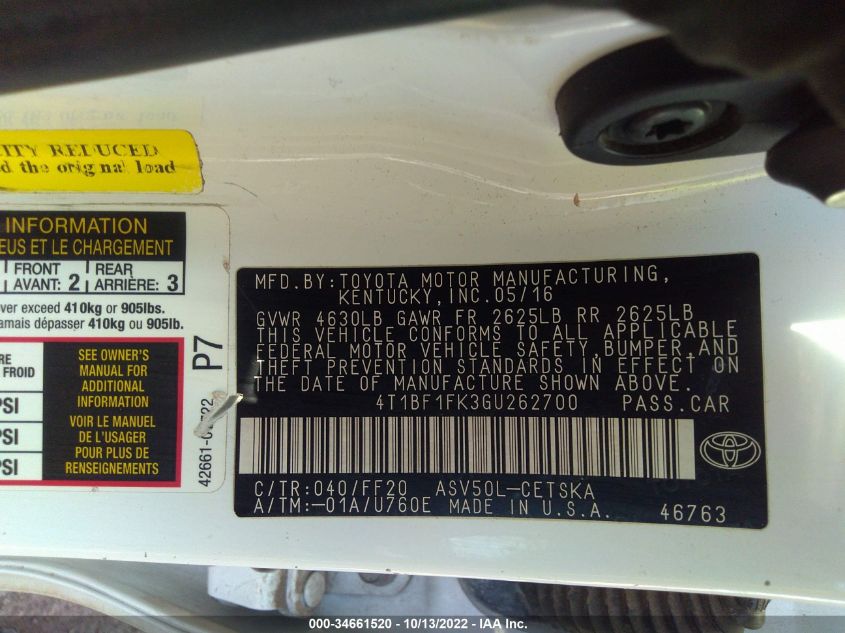 ITY REDUCED
d the original load
INFORMATION
EUS ET LE CHARGEMENT
FRONT
AVANT: 2
REAR
ARRIÈRE: 3
ver exceed 410kg or 905lbs.
amais dépasser 410kg ou 905lb.
RE
FROID
PSI
PSI
SEE OWNER'S
MANUAL FOR
ADDITIONAL
INFORMATION
VOIR LE MANUEL
DE L'USAGER
POUR PLUS DE
RENSEIGNEMENTS
P7
MFD.BY:TOYOTA MOTOR MANUFACTURING,
KENTUCKY,INC.05/16
GVWR 4630LB GAWR FR 2625LB RR 2625LB
THIS VEHICLE CONFORMS TO ALL APPLICABLE
FEDERAL MOTOR VEHICLE SAFETY,BUMPER,AND
THEFT PREVENTION STANDARDS IN EFFECT ON
THE DATE OF MANUFACTURE SHOWN ABOVE.
4T1BF1FK3GU262700 PASS.CAR
C/TR:040/FF20 ASV50L-CETSKA
A/TM:-01A/U760E MADE IN U.S.A. 46763
000-34661520 - 10/13/2022 - IAA Inc.